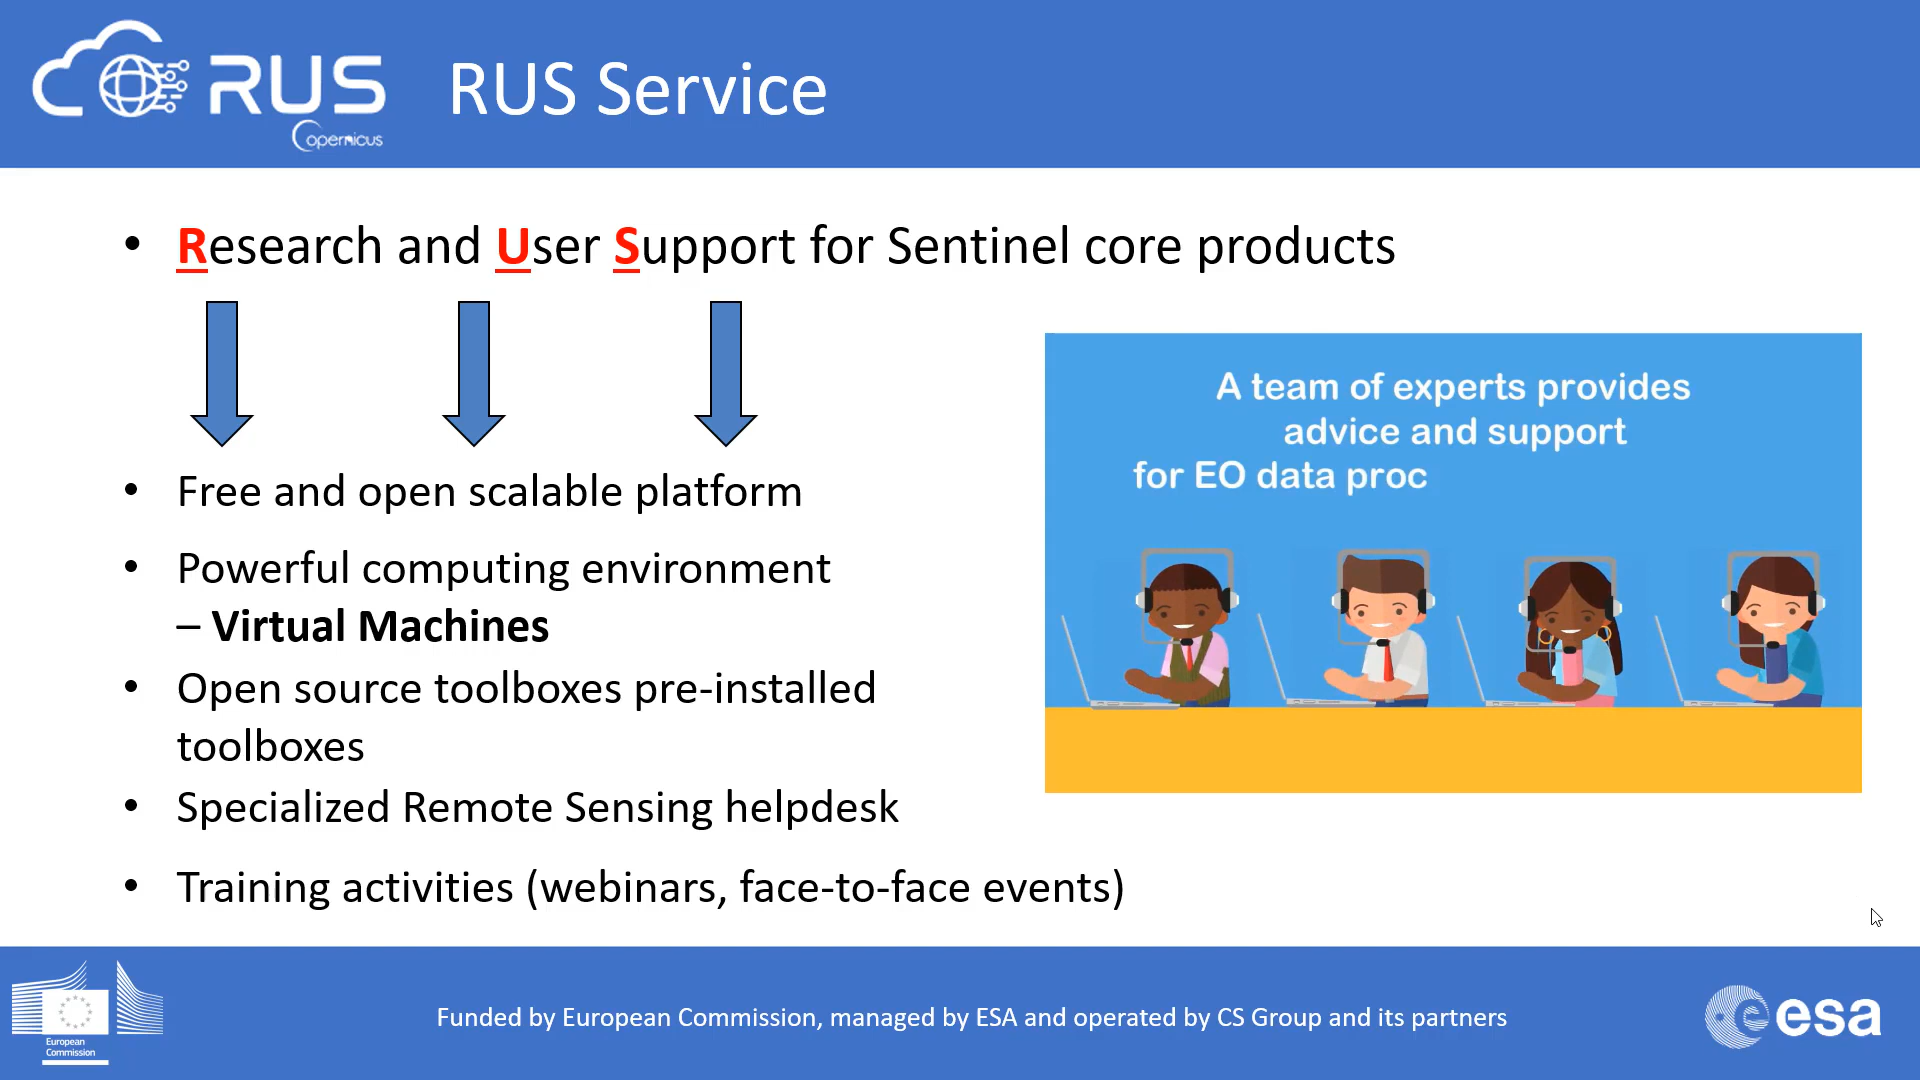 RUS
Copernicus
RUS Service
• Research and User Support for Sentinel core products
A team of experts provides
advice and support
for EO data proc
• Free and open scalable platform
• Powerful computing environment
– Virtual Machines
• Open source toolboxes pre-installed
toolboxes
• Specialized Remote Sensing helpdesk
• Training activities (webinars, face-to-face events)
European
Commission
Funded by European Commission, managed by ESA and operated by CS Group and its partners
esa